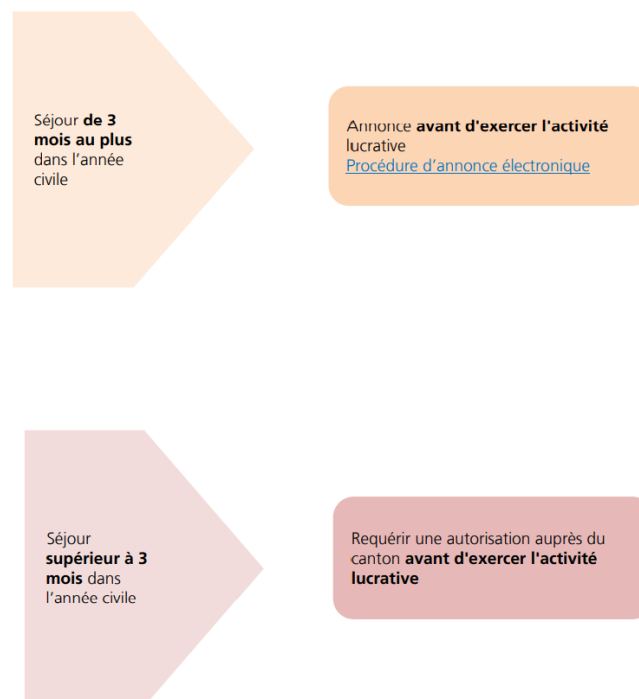 Séjour de 3
mois au plus
dans l'année
civile
Annonce avant d'exercer l'activité
lucrative
Procédure d’annonce électronique
Séjour
supérieur à 3
mois dans
l'année civile
Requérir une autorisation auprès du
canton avant d'exercer l'activité
lucrative